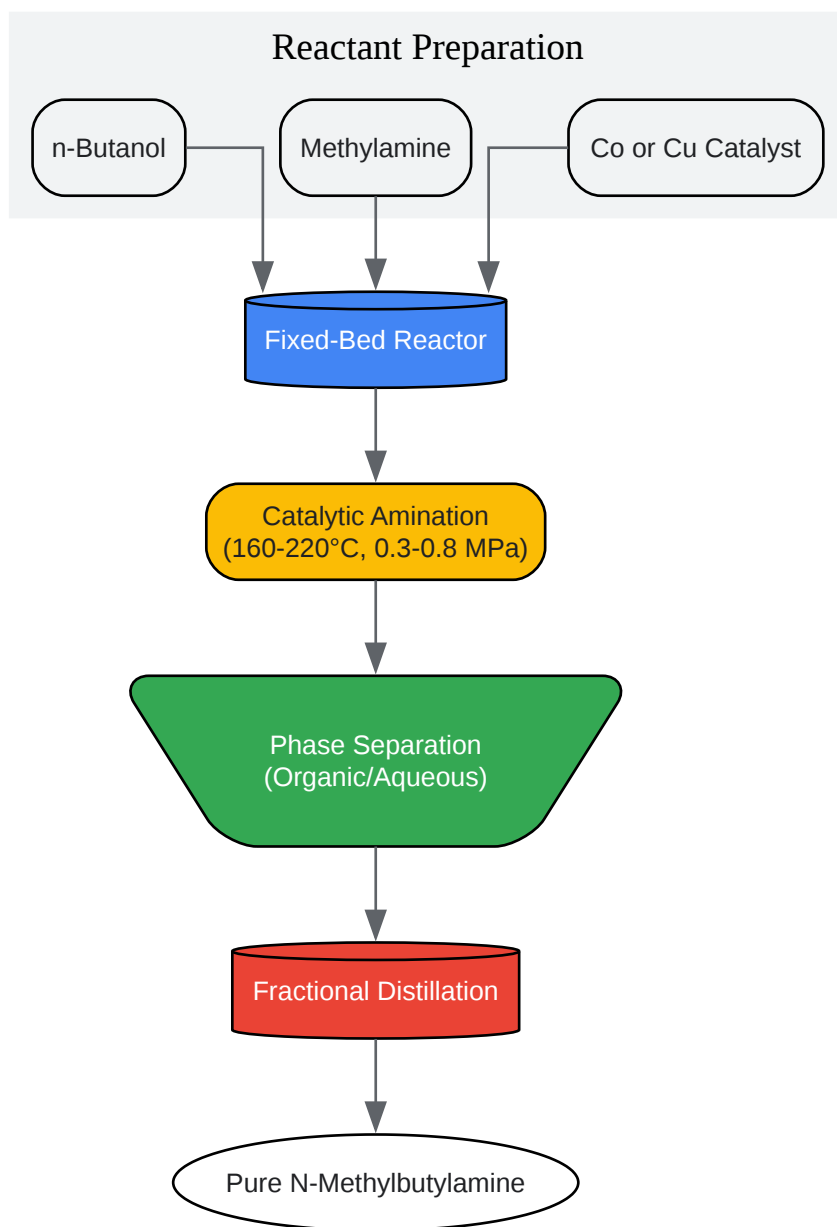 Reactant Preparation
n-Butanol
Methylamine
Co or Cu Catalyst
Fixed-Bed Reactor
Catalytic Amination
(160-220°C, 0.3-0.8 MPa)
Phase Separation
(Organic/Aqueous)
Fractional Distillation
Pure N-Methylbutylamine